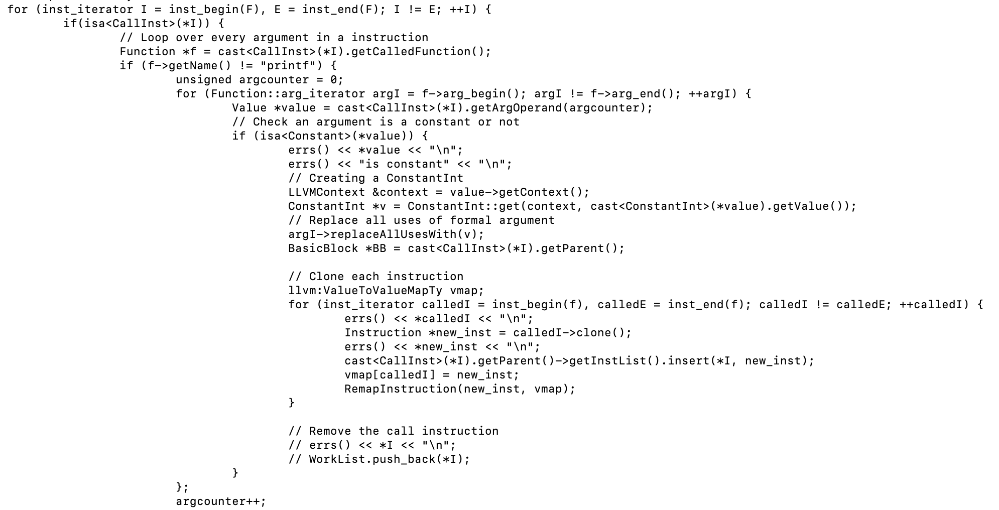 for (inst_iterator I = inst_begin(F), E = inst_end(F); I != E; ++I) {
        if(isa<CallInst>(*I)) {
                // Loop over every argument in a instruction
                Function *f = cast<CallInst>(*I).getCalledFunction();
                if (f->getName() != "printf") {
                        unsigned argcounter = 0;
                        for (Function::arg_iterator argI = f->arg_begin(); argI != f->arg_end(); ++argI) {
                                Value *value = cast<CallInst>(*I).getArgOperand(argcounter);
                                // Check an argument is a constant or not
                                if (isa<Constant>(*value)) {
                                        errs() << *value << "\n";
                                        errs() << "is constant" << "\n";
                                        // Creating a ConstantInt
                                        LLVMContext &context = value->getContext();
                                        ConstantInt *v = ConstantInt::get(context, cast<ConstantInt>(*value).getValue());
                                        // Replace all uses of formal argument
                                        argI->replaceAllUsesWith(v);
                                        BasicBlock *BB = cast<CallInst>(*I).getParent();

                                        // Clone each instruction
                                        llvm:ValueToValueMapTy vmap;
                                        for (inst_iterator calledI = inst_begin(f), calledE = inst_end(f); calledI != calledE; ++calledI) {
                                                errs() << *calledI << "\n";
                                                Instruction *new_inst = calledI->clone();
                                                errs() << *new_inst << "\n";
                                                cast<CallInst>(*I).getParent()->getInstList().insert(*I, new_inst);
                                                vmap[calledI] = new_inst;
                                                RemapInstruction(new_inst, vmap);
                                        }

                                        // Remove the call instruction
                                        // errs() << *I << "\n";
                                        // WorkList.push_back(*I);
                                }
                        };
                        argcounter++;